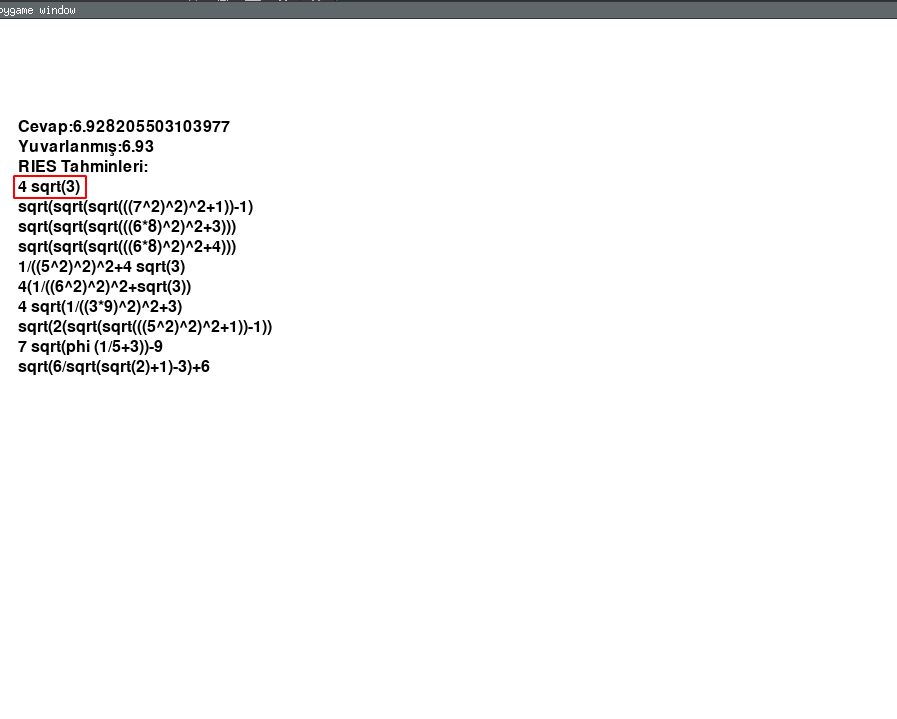 pygame window
Cevap:6.928205503103977
Yuvarlanmış:6.93
RIES Tahminleri:
4 sqrt(3)
sqrt(sqrt(sqrt(((7^2)^2)^2+1))-1)
sqrt(sqrt(sqrt(((6*8)^2)^2+3)))
sqrt(sqrt(sqrt(((6*8)^2)^2+4)))
1/((5^2)^2)^2+4 sqrt(3)
4(1/((6^2)^2)^2+sqrt(3))
4 sqrt(1/((3*9)^2)^2+3)
sqrt(2(sqrt(sqrt(((5^2)^2)^2+1))-1))
7 sqrt(phi (1/5+3))-9
sqrt(6/sqrt(sqrt(2)+1)-3)+6